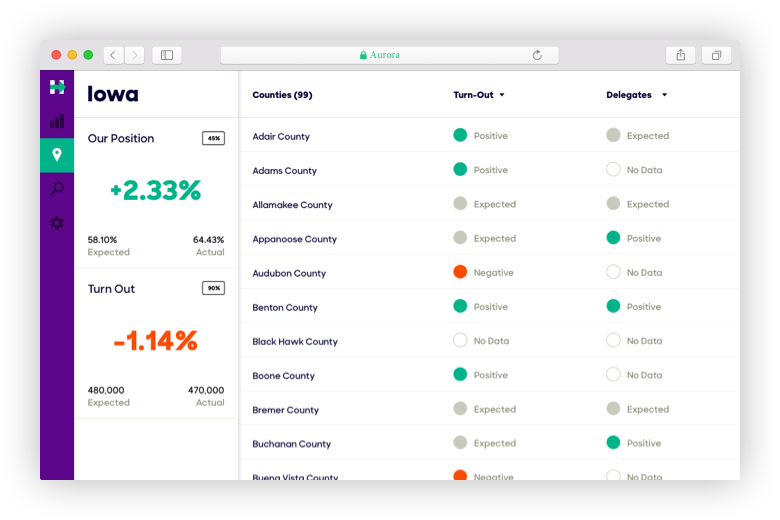 Aurora
Iowa
Our Position 45%
+2.33%
58.10% 64.43%
Expected Actual
Turn Out 90%
-1.14%
480,000 470,000
Expected Actual
Counties (99) Turn-Out Delegates
Adair County Positive Expected
Adams County Positive No Data
Allamakee County Expected Expected
Appanoose County Expected Positive
Audubon County Negative No Data
Benton County Positive Positive
Black Hawk County No Data No Data
Boone County Positive No Data
Bremer County Expected Expected
Buchanan County Expected Positive
Buena Vista County Negative No Data